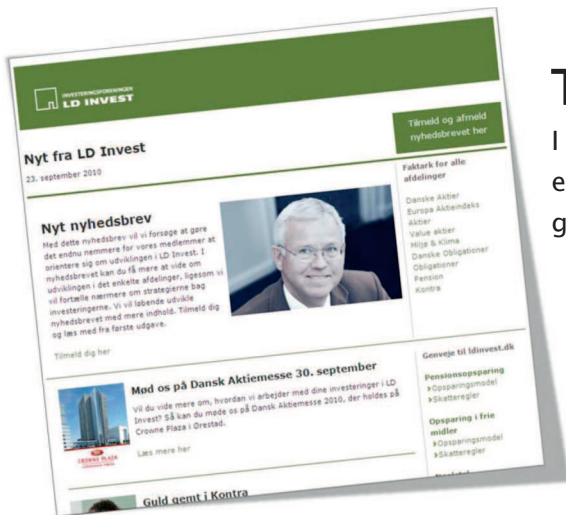 INVESTERINGSFORENINGEN
LD INVEST
Tilmeld og afmeld
nyhedsbrevet her
Nyt fra LD Invest
23. september 2010
Nyt nyhedsbrev
Med dette nyhedsbrev vil vi forsøge at gøre
det endnu nemmere for vores medlemmer at
orientere sig om udviklingen i LD Invest. I
nyhedsbrevet kan du få mere at vide om
udviklingen i det enkelte afdelinger, ligesom vi
vil fortælle nærmere om strategierne bag
investeringerne. Vi vil løbende udvikle
nyhedsbrevet med mere indhold. Tilmeld dig
og læs med fra første udgave.
Tilmeld dig her
Faktark for alle
afdelinger
Danske Aktier
Europa Aktieindeks
Aktier
Value aktier
Miljø & Klima
Danske Obligationer
Obligationer
Pension
Kontra
Mød os på Dansk Aktiemesse 30. september
Vil du vide mere om, hvordan vi arbejder med dine investeringer i LD
Invest? Så kan du møde os på Dansk Aktiemesse 2010, der holdes på
Crowne Plaza i Ørestad.
Læs mere her
CROWNE PLAZA
Genveje til ldinvest.dk
Pensionsopsparing
Opsparingsmodel
Skatteregler
Opsparing i frie
midler
Opsparingsmodel
Skatteregler
Guld gemt i Kontra
T
I
e
g